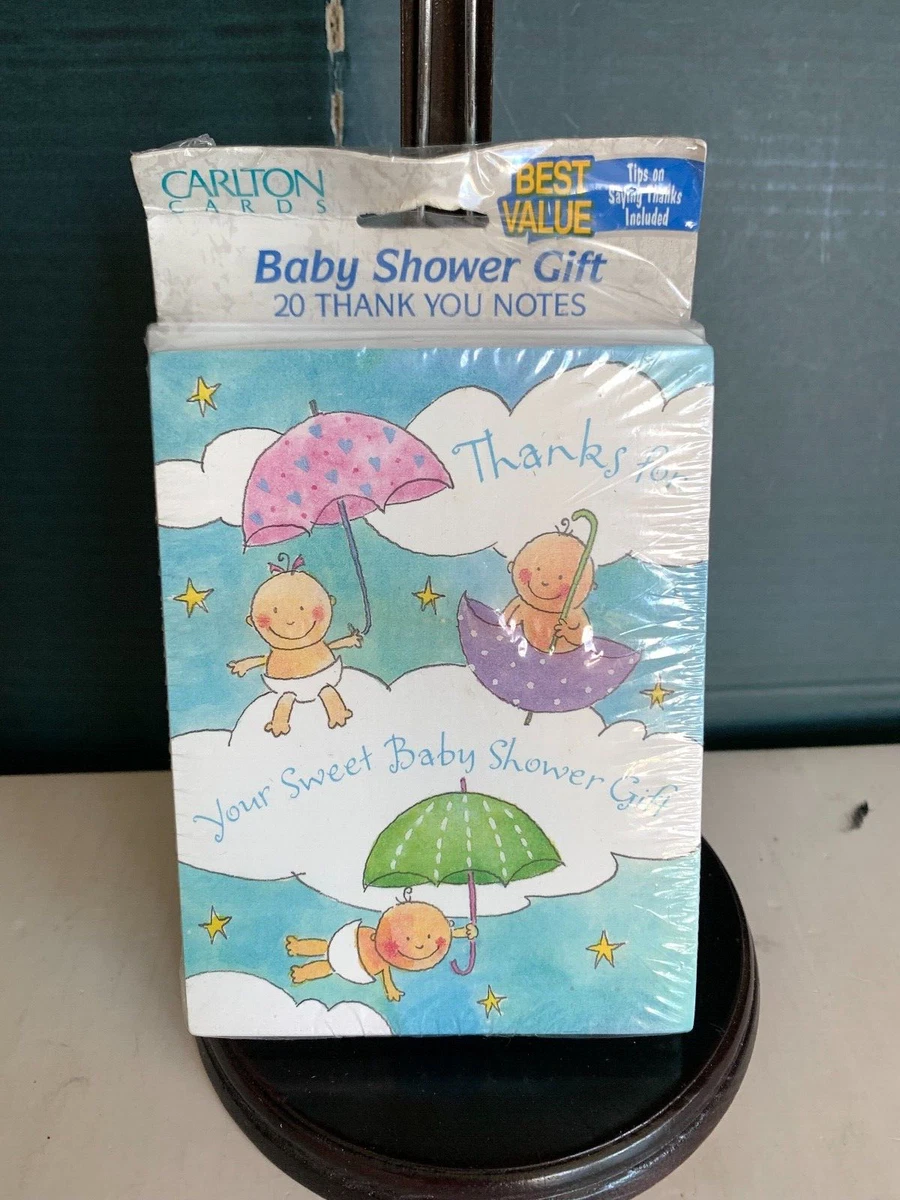 CARLTON
CARDS
BEST
VALUE
Tips on
Saying Thanks
Included
Baby Shower Gift
20 THANK YOU NOTES
Thanks for
Your Sweet Baby Shower Gift